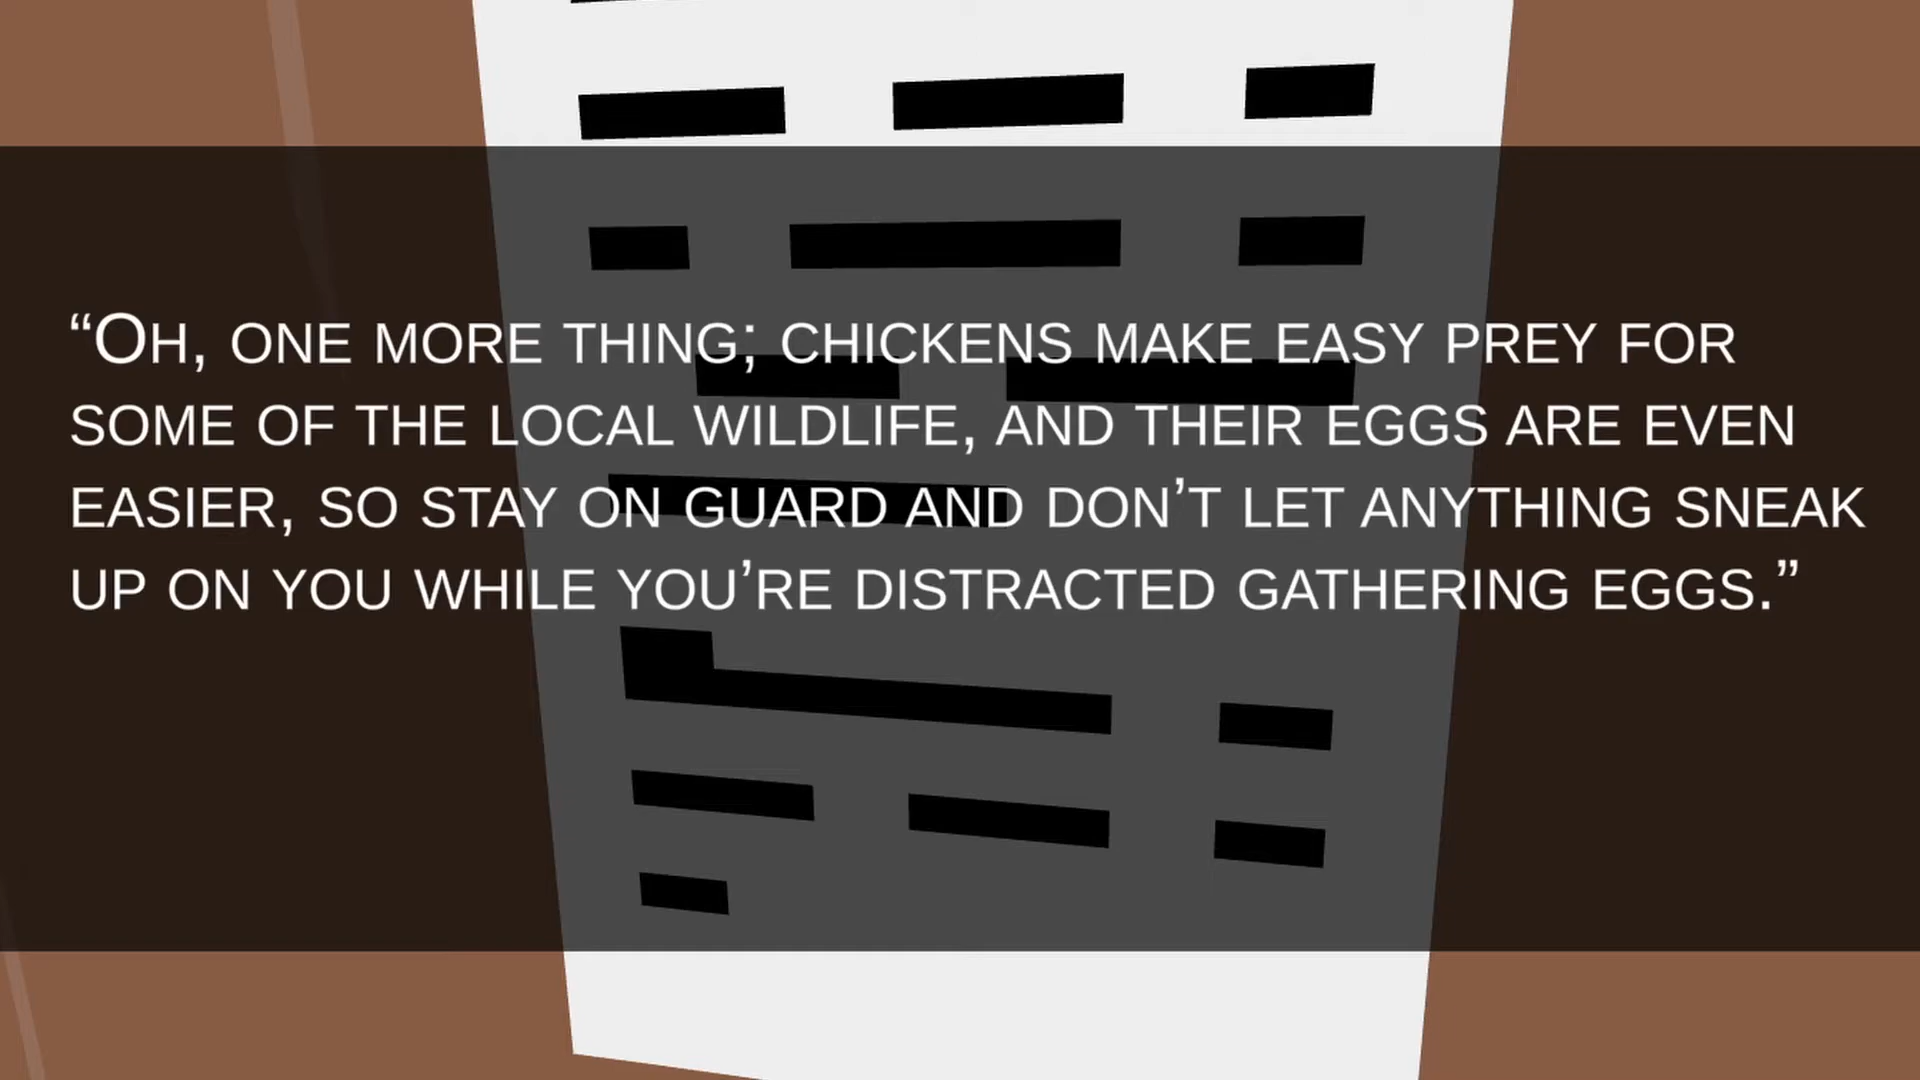 “Oh, one more thing; chickens make easy prey for
some of the local wildlife, and their eggs are even
easier, so stay on guard and don’t let anything sneak
up on you while you’re distracted gathering eggs.”